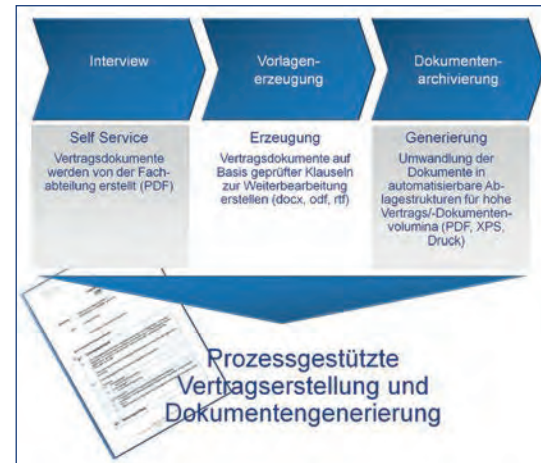 Interview
Vorlagen-
erzeugung
Dokumenten-
archivierung
Self Service
Vertragsdokumente
werden von der Fach-
abteilung erstellt (PDF)
Erzeugung
Vertragsdokumente auf
Basis geprüfter Klauseln
zur Weiterbearbeitung
erstellen (docx, odf, rtf)
Generierung
Umwandlung der
Dokumente in
automatisierbare Ab-
lagestrukturen für hohe
Vertrags/-Dokumenten-
volumina (PDF, XPS,
Druck)
Prozessgestützte
Vertragserstellung und
Dokumentengenerierung